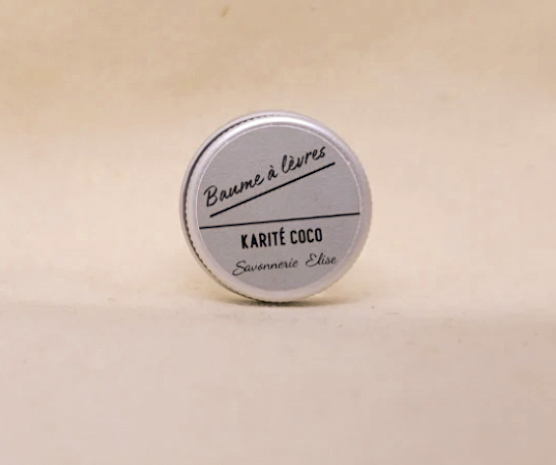 Baume à lèvres
KARITÉ COCO
Savonnerie Elise